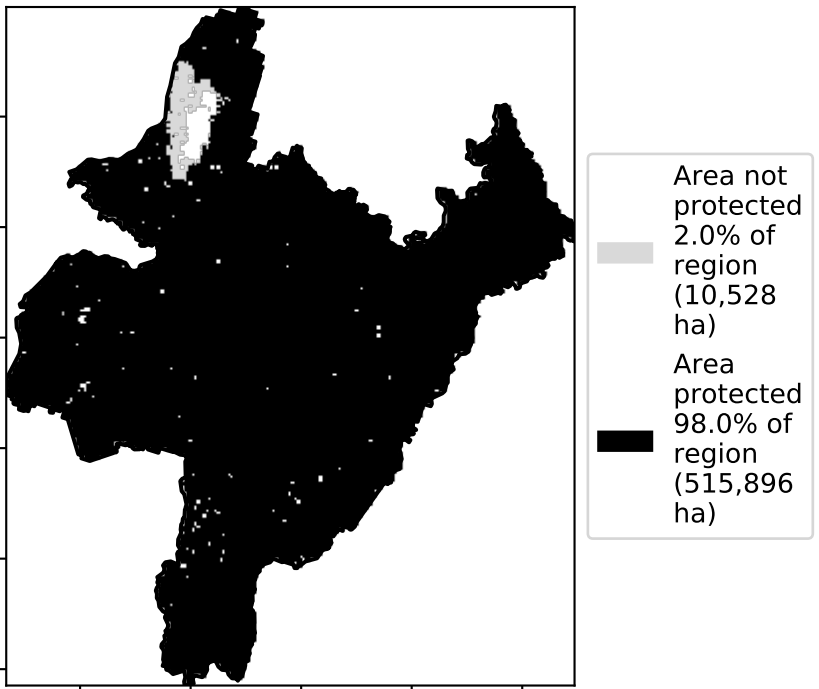 Area not
protected
2.0% of
region
(10,528
ha)
Area
protected
98.0% of
region
(515,896
ha)